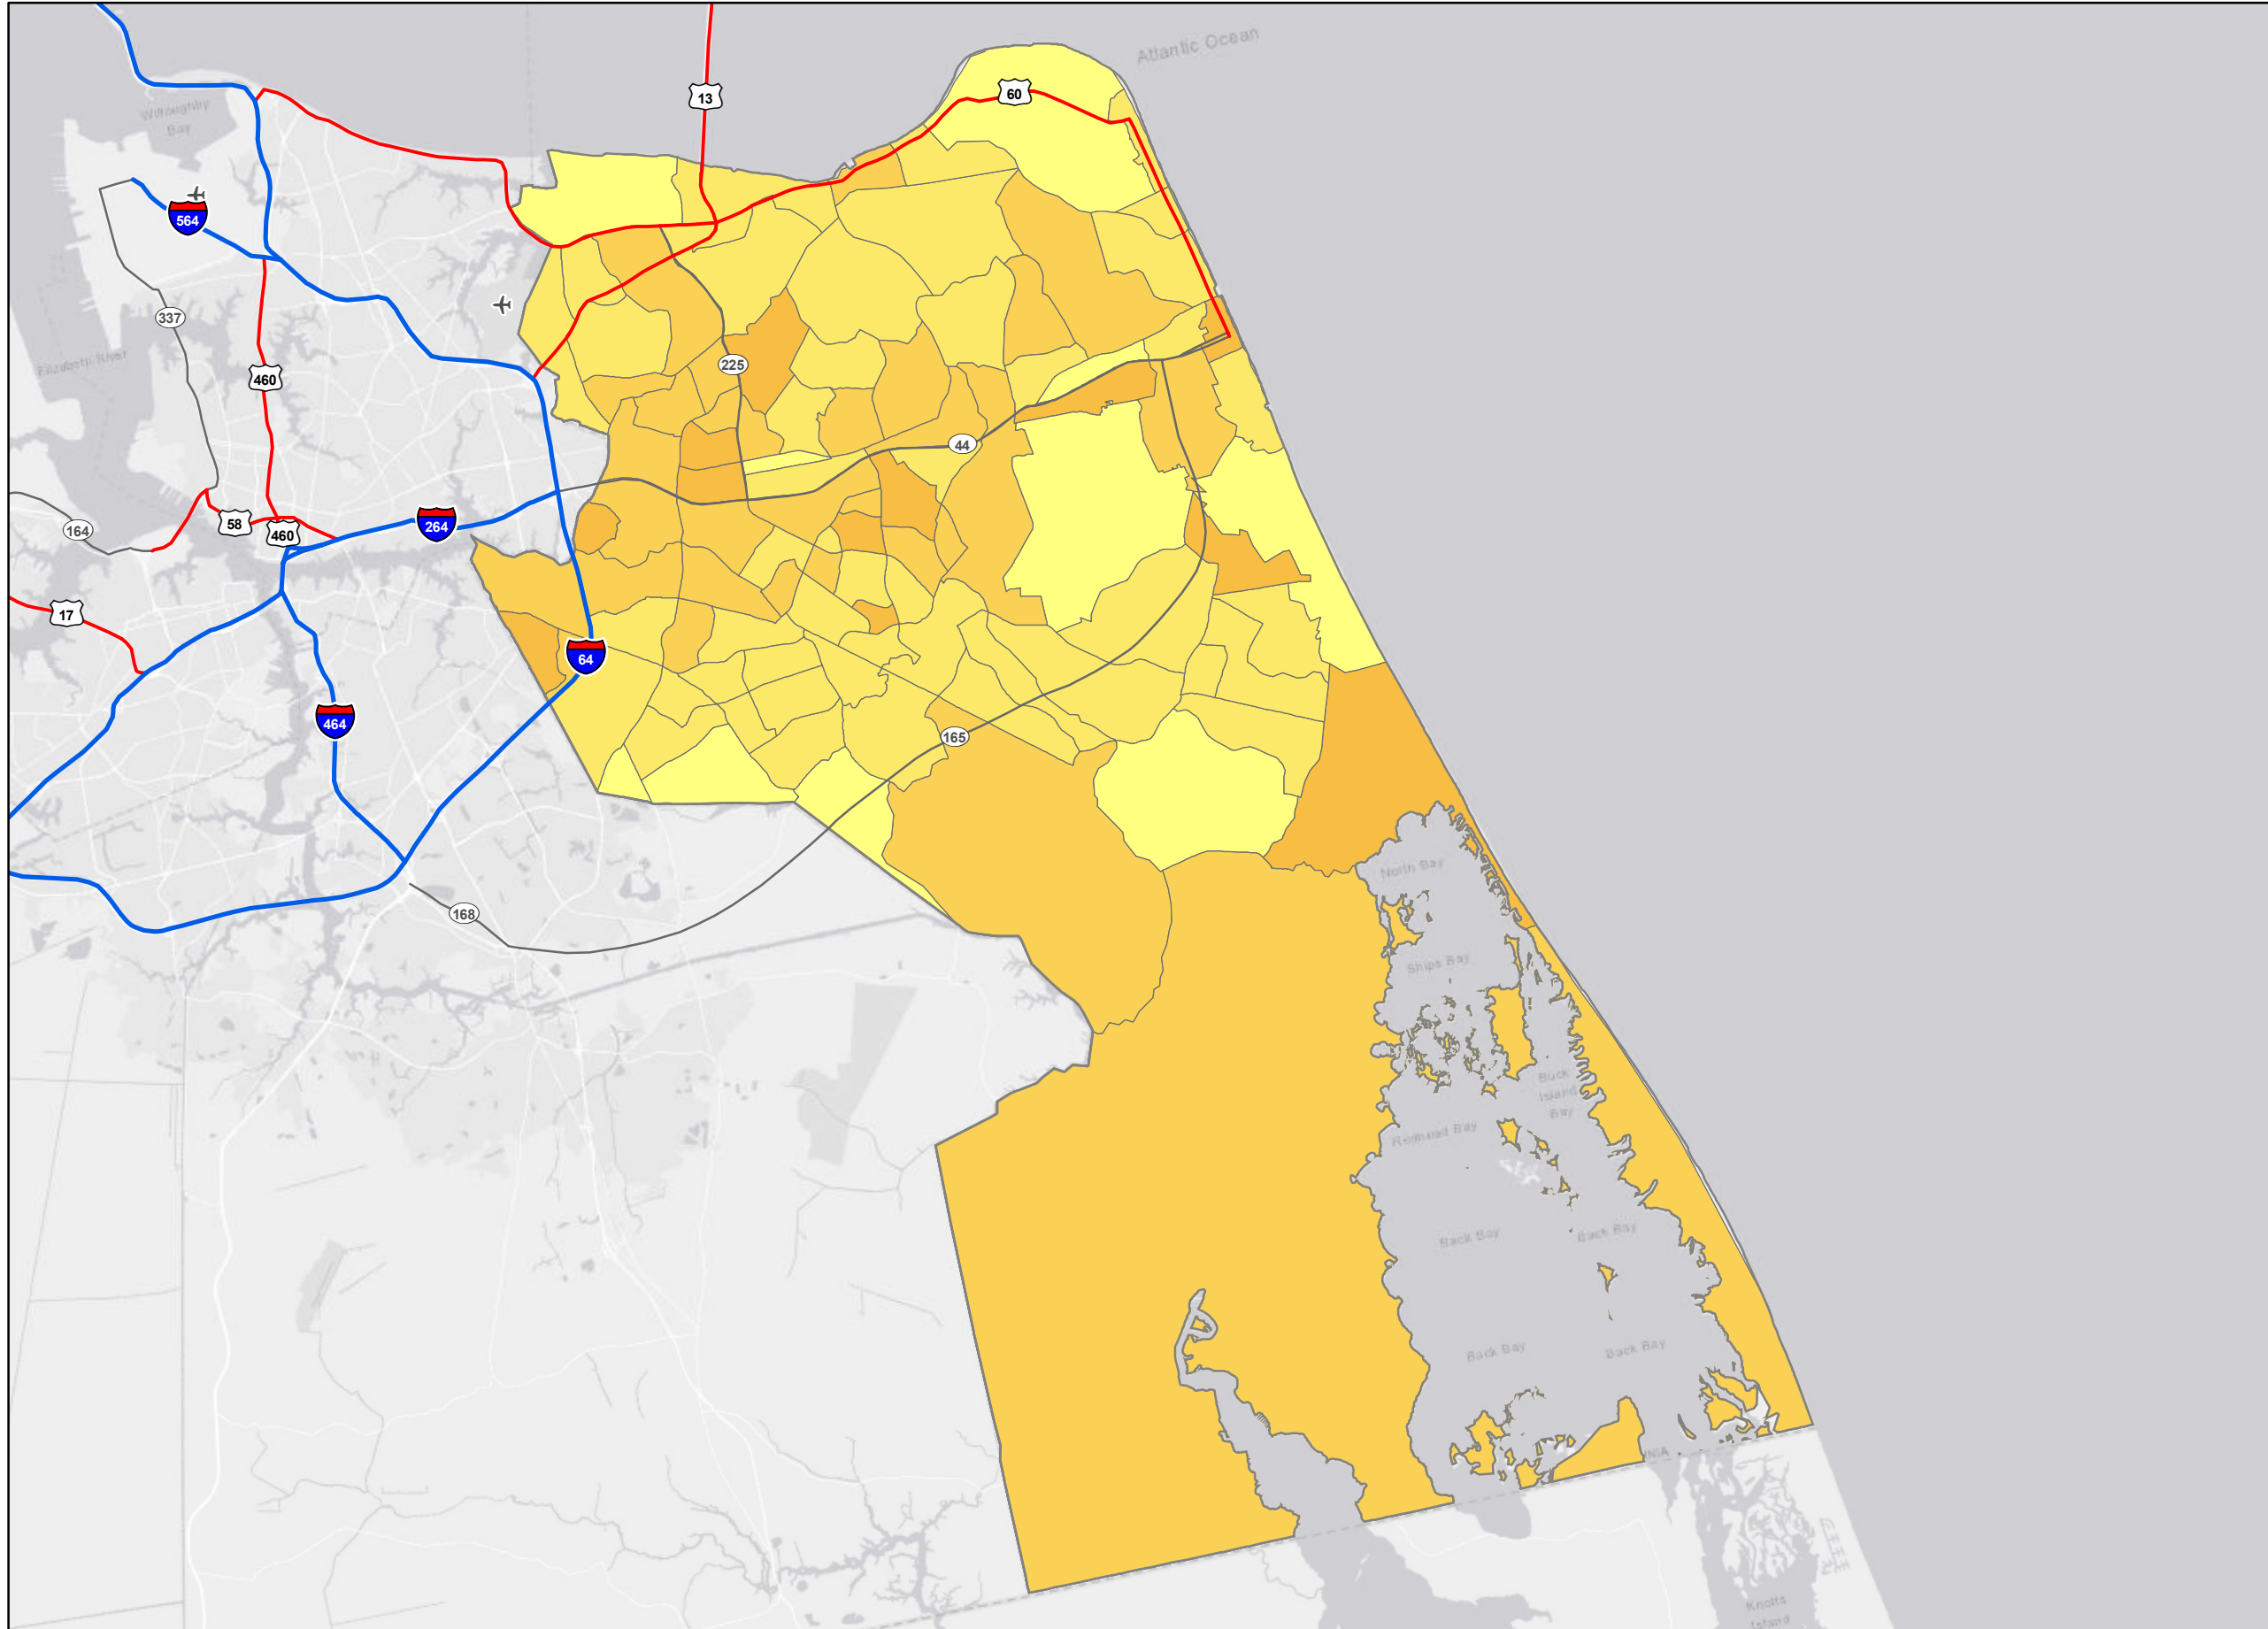 Atlantic Ocean
60
13
Willoughby
Bay
564
337
Elizabeth River
460
225
44
264
58
460
164
17
64
464
165
North Bay
168
Ships Bay
Buck
Island
Bay
Redhead Bay
Back Bay
Back Bay
Back Bay
Back Bay
INIA
Knotts
Island